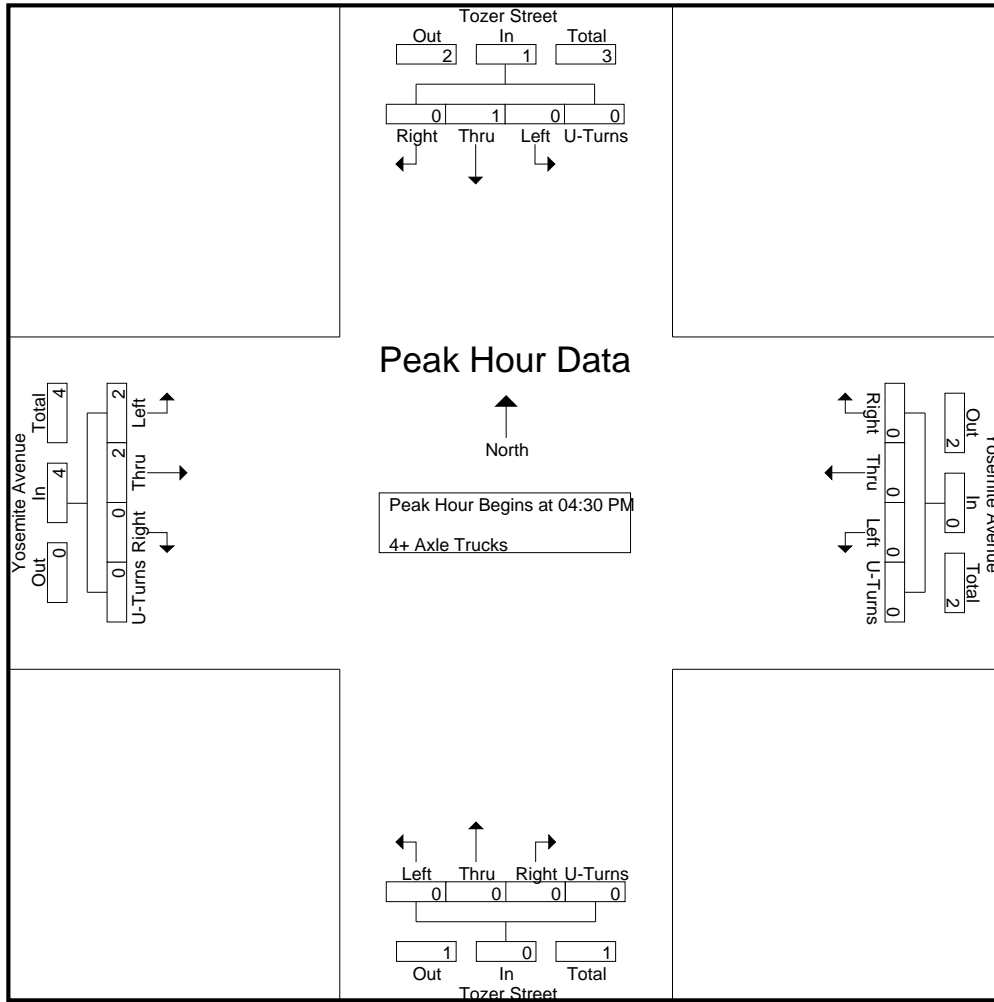 Tozer Street
Out In Total
2 1 3
0 1 0 0
Right Thru Left U-Turns
Peak Hour Data
North
Peak Hour Begins at 04:30 PM
4+ Axle Trucks
Yosemite Avenue
Out In Total
0 4 4
0 0 2 2
U-Turns Right Thru Left
Yosemite Avenue
Out In Total
2 0 2
0 0 0 0
Right Thru Left U-Turns
Left Thru Right U-Turns
0 0 0 0
1 0 1
Out In Total
Tozer Street